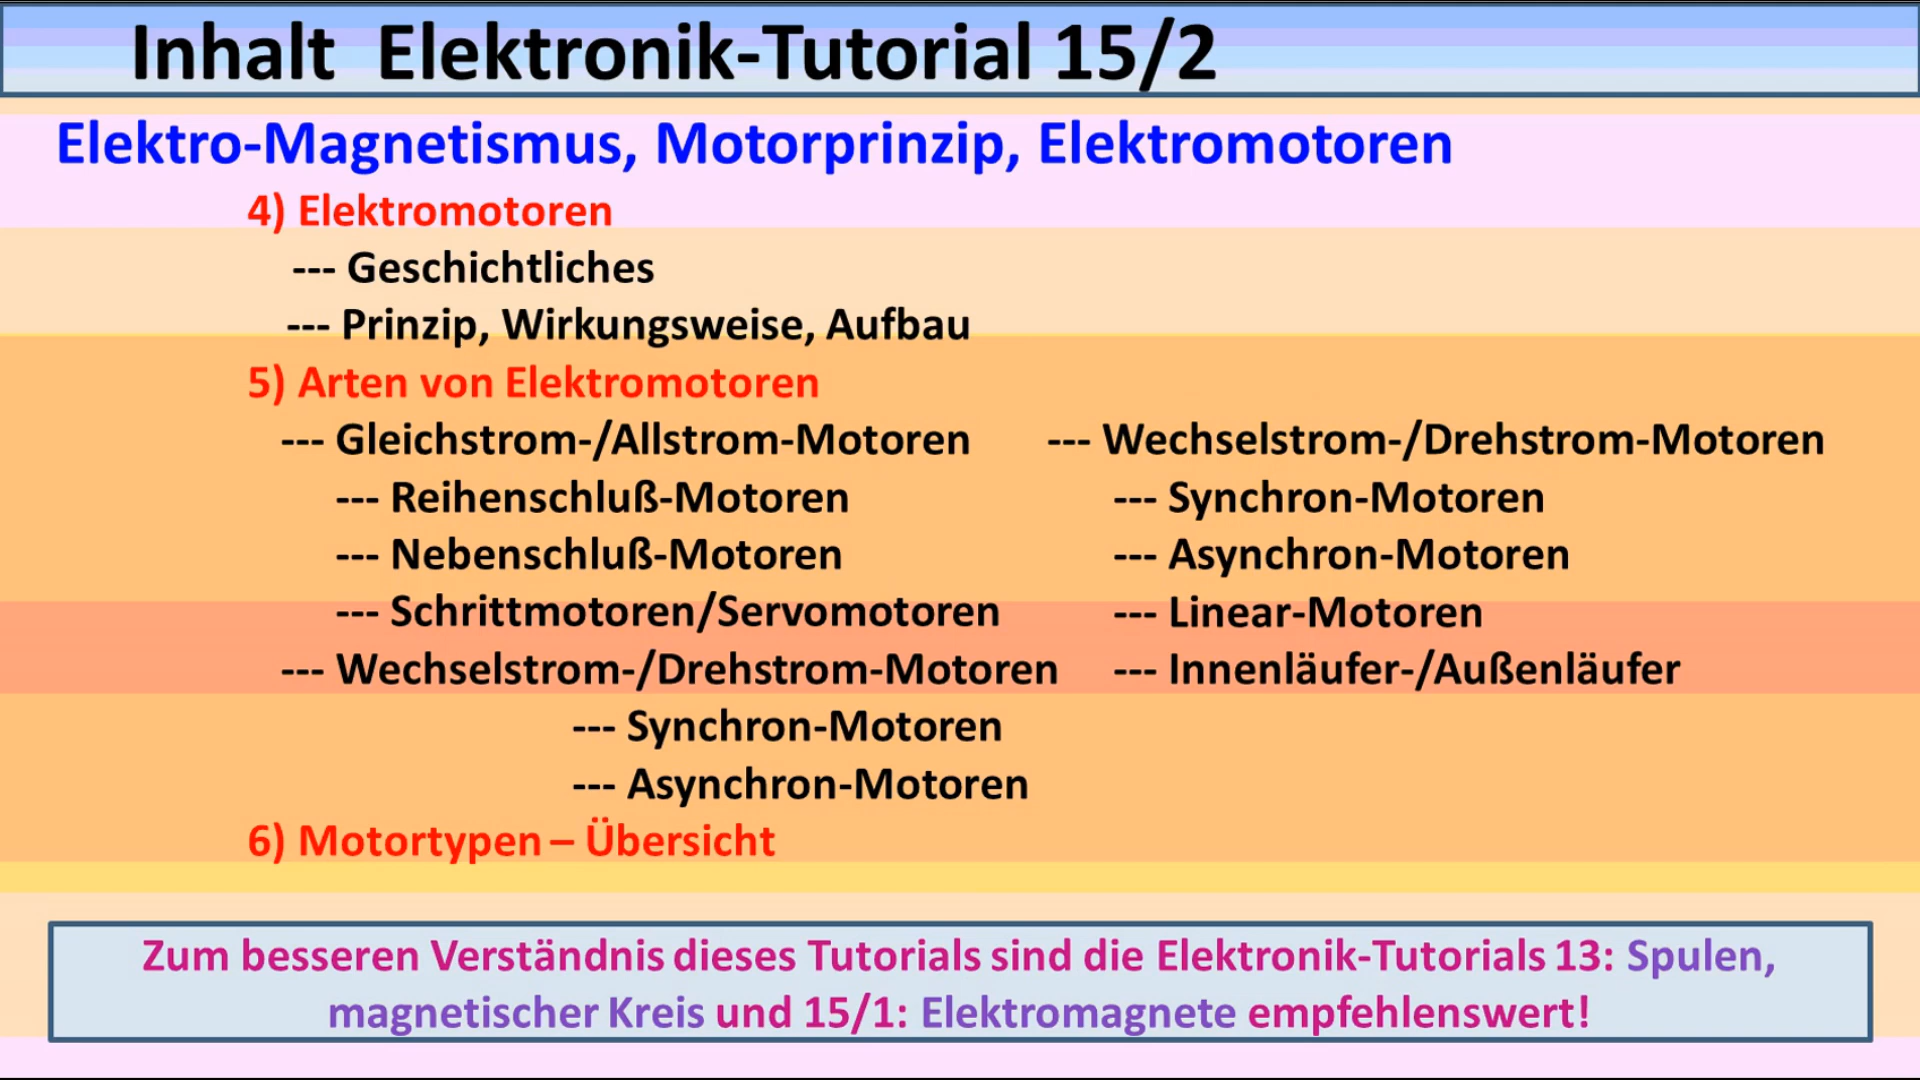 Inhalt Elektronik-Tutorial 15/2
Elektro-Magnetismus, Motorprinzip, Elektromotoren
4) Elektromotoren
--- Geschichtliches
--- Prinzip, Wirkungsweise, Aufbau
5) Arten von Elektromotoren
--- Gleichstrom-/Allstrom-Motoren
--- Reihenschluß-Motoren
--- Nebenschluß-Motoren
--- Schrittmotoren/Servomotoren
--- Wechselstrom-/Drehstrom-Motoren
--- Synchron-Motoren
--- Asynchron-Motoren
--- Wechselstrom-/Drehstrom-Motoren
--- Synchron-Motoren
--- Asynchron-Motoren
--- Linear-Motoren
--- Innenläufer-/Außenläufer
6) Motortypen – Übersicht
Zum besseren Verständnis dieses Tutorials sind die Elektronik-Tutorials 13: Spulen,
magnetischer Kreis und 15/1: Elektromagnete empfehlenswert!